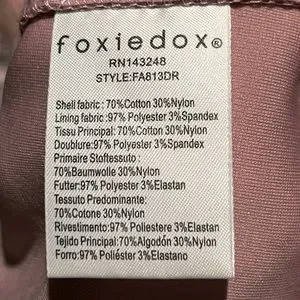 foxiedox®
RN143248
STYLE:FA813DR
Shell fabric : 70%Cotton 30%Nylon
Lining fabric: 97% Polyester 3%Spandex
Tissu Principal: 70%Cotton 30%Nylon
Doublure:97% Polyester 3%Spandex
Primaire Stoffestuto :
70%Baumwolle 30%Nylon
Futter:97% Polyester 3%Elastan
Tessuto Predominante:
70%Cotone 30%Nylon
Rivestimento:97% Poliestere 3%Elastan
Tejido Principal:70%Algodón 30%Nylon
Forro:97% Poliéster 3%Elastano